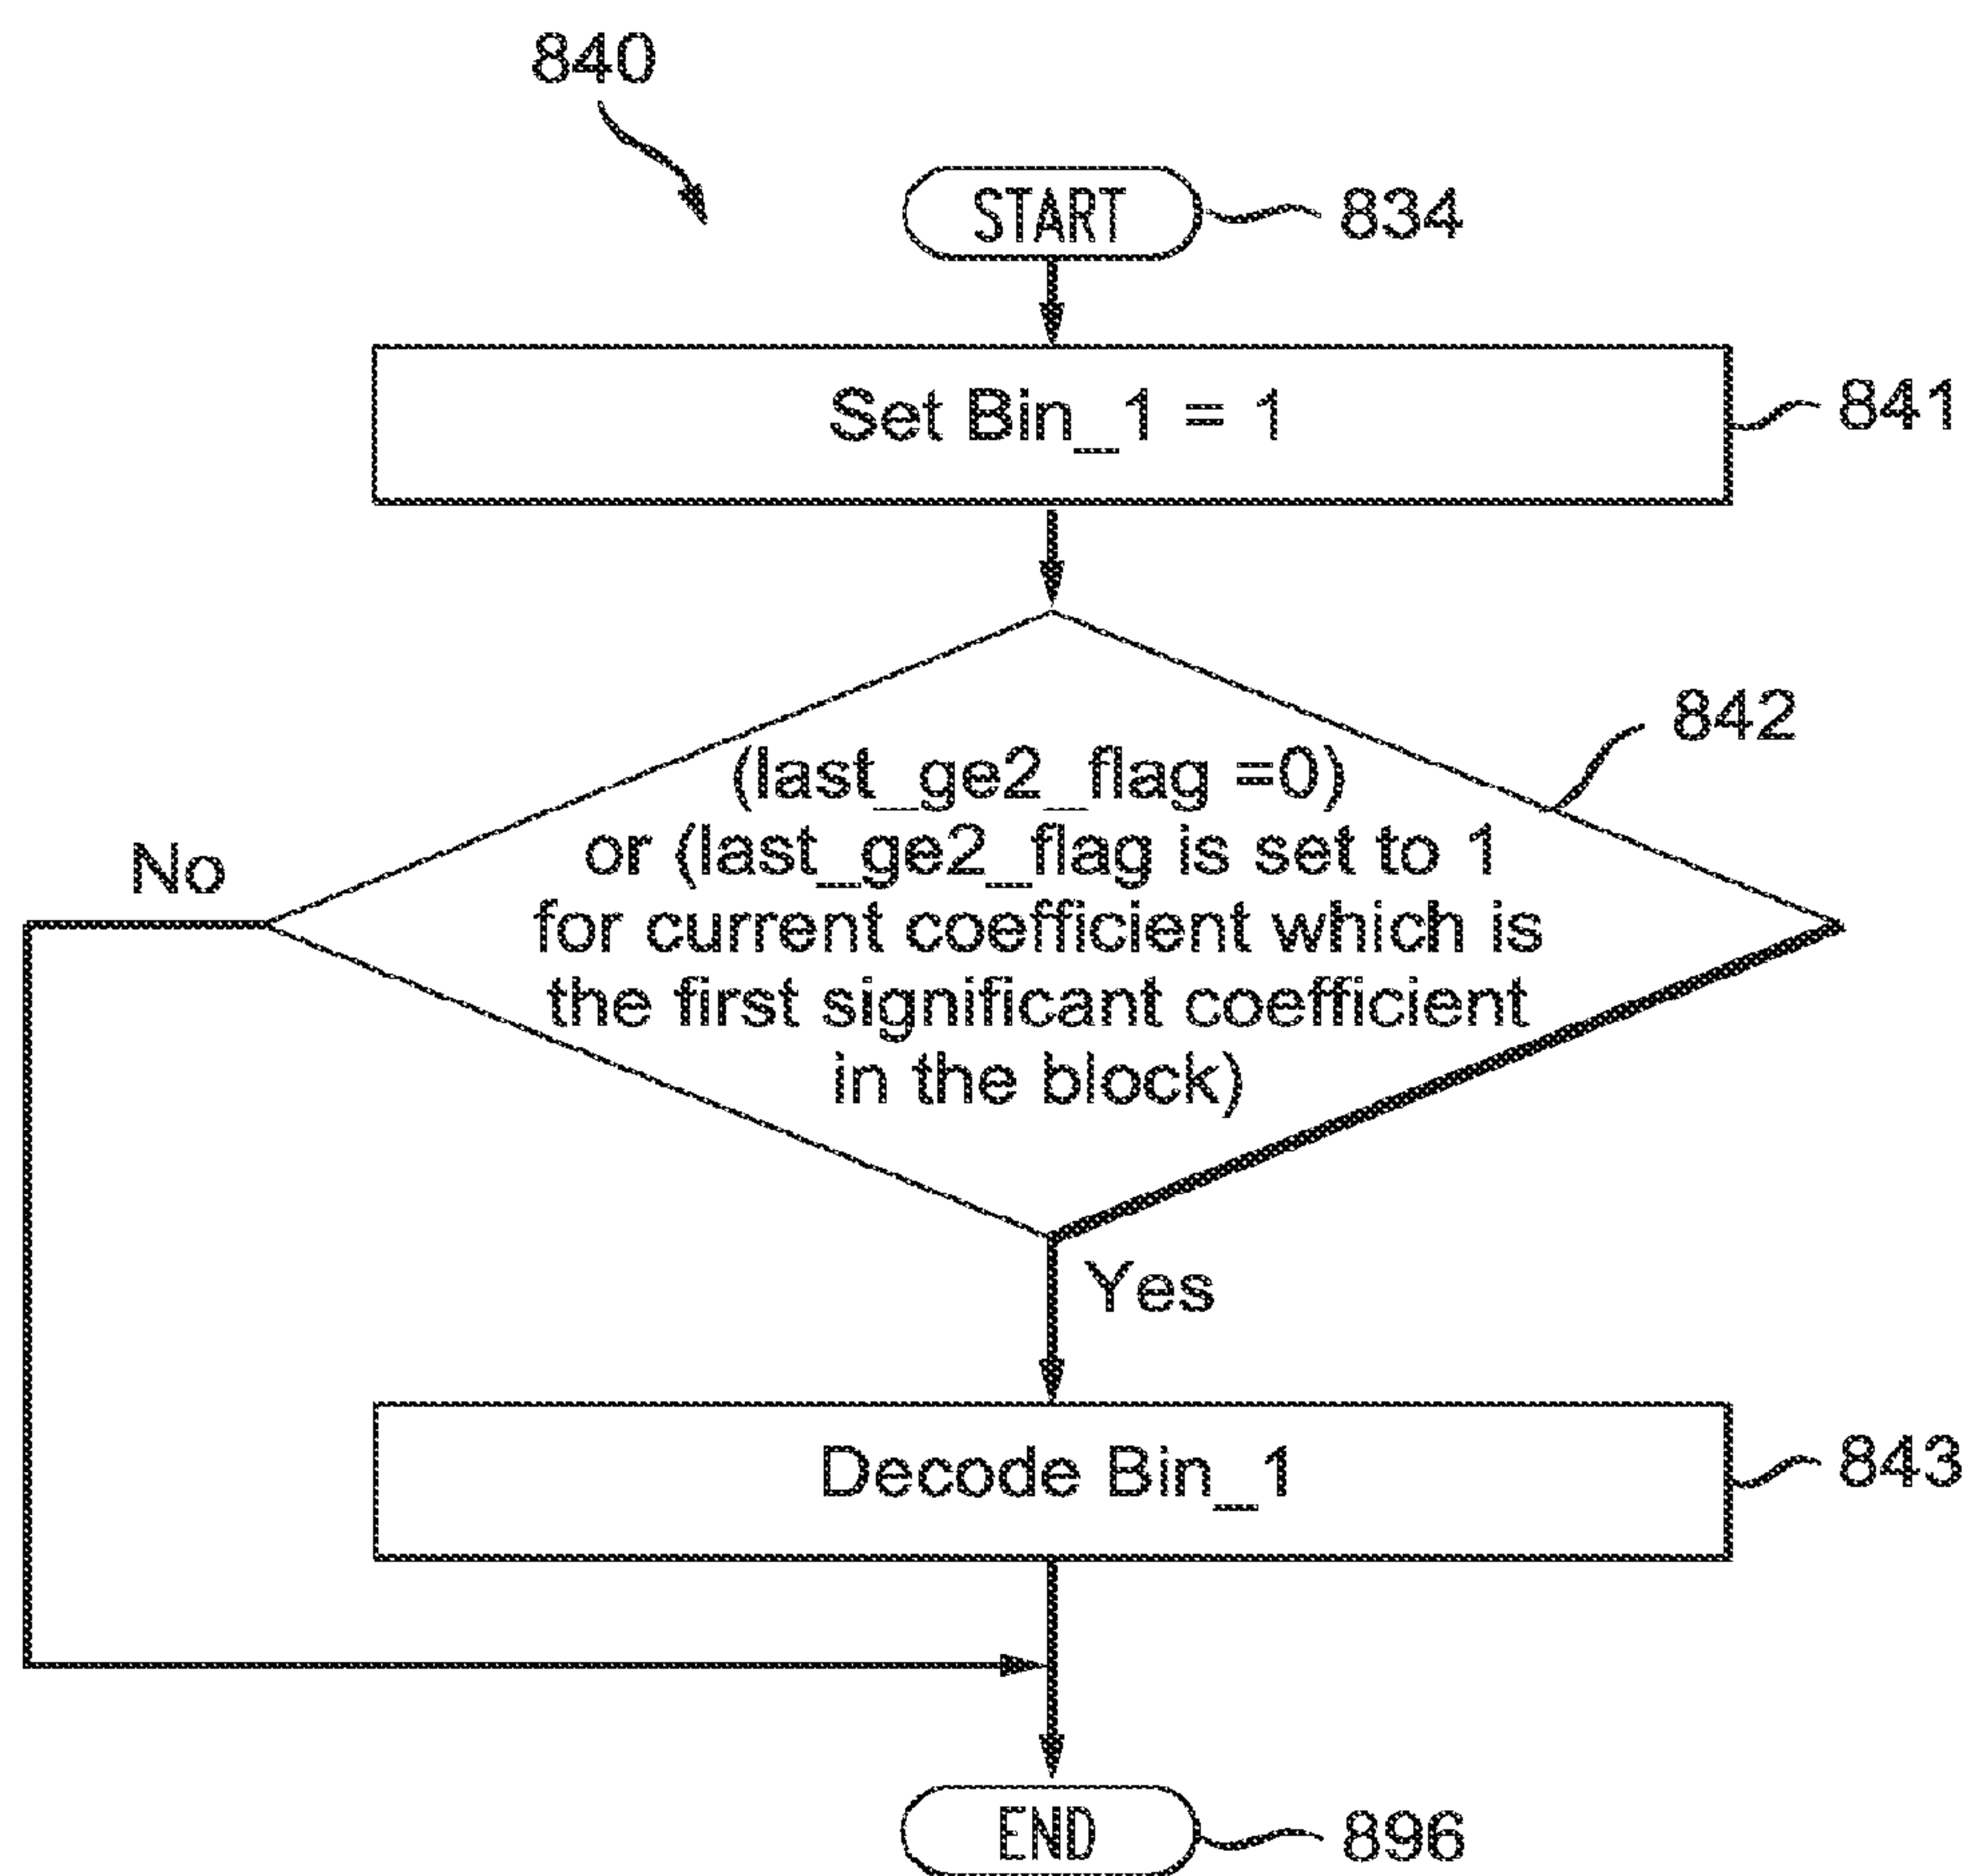 840
START
834
Set Bin_1 = 1
841
842
(last_ge2_flag =0)
or (last_ge2_flag is set to 1
for current coefficient which is
the first significant coefficient
in the block)
No
Yes
Decode Bin_1
843
END
896